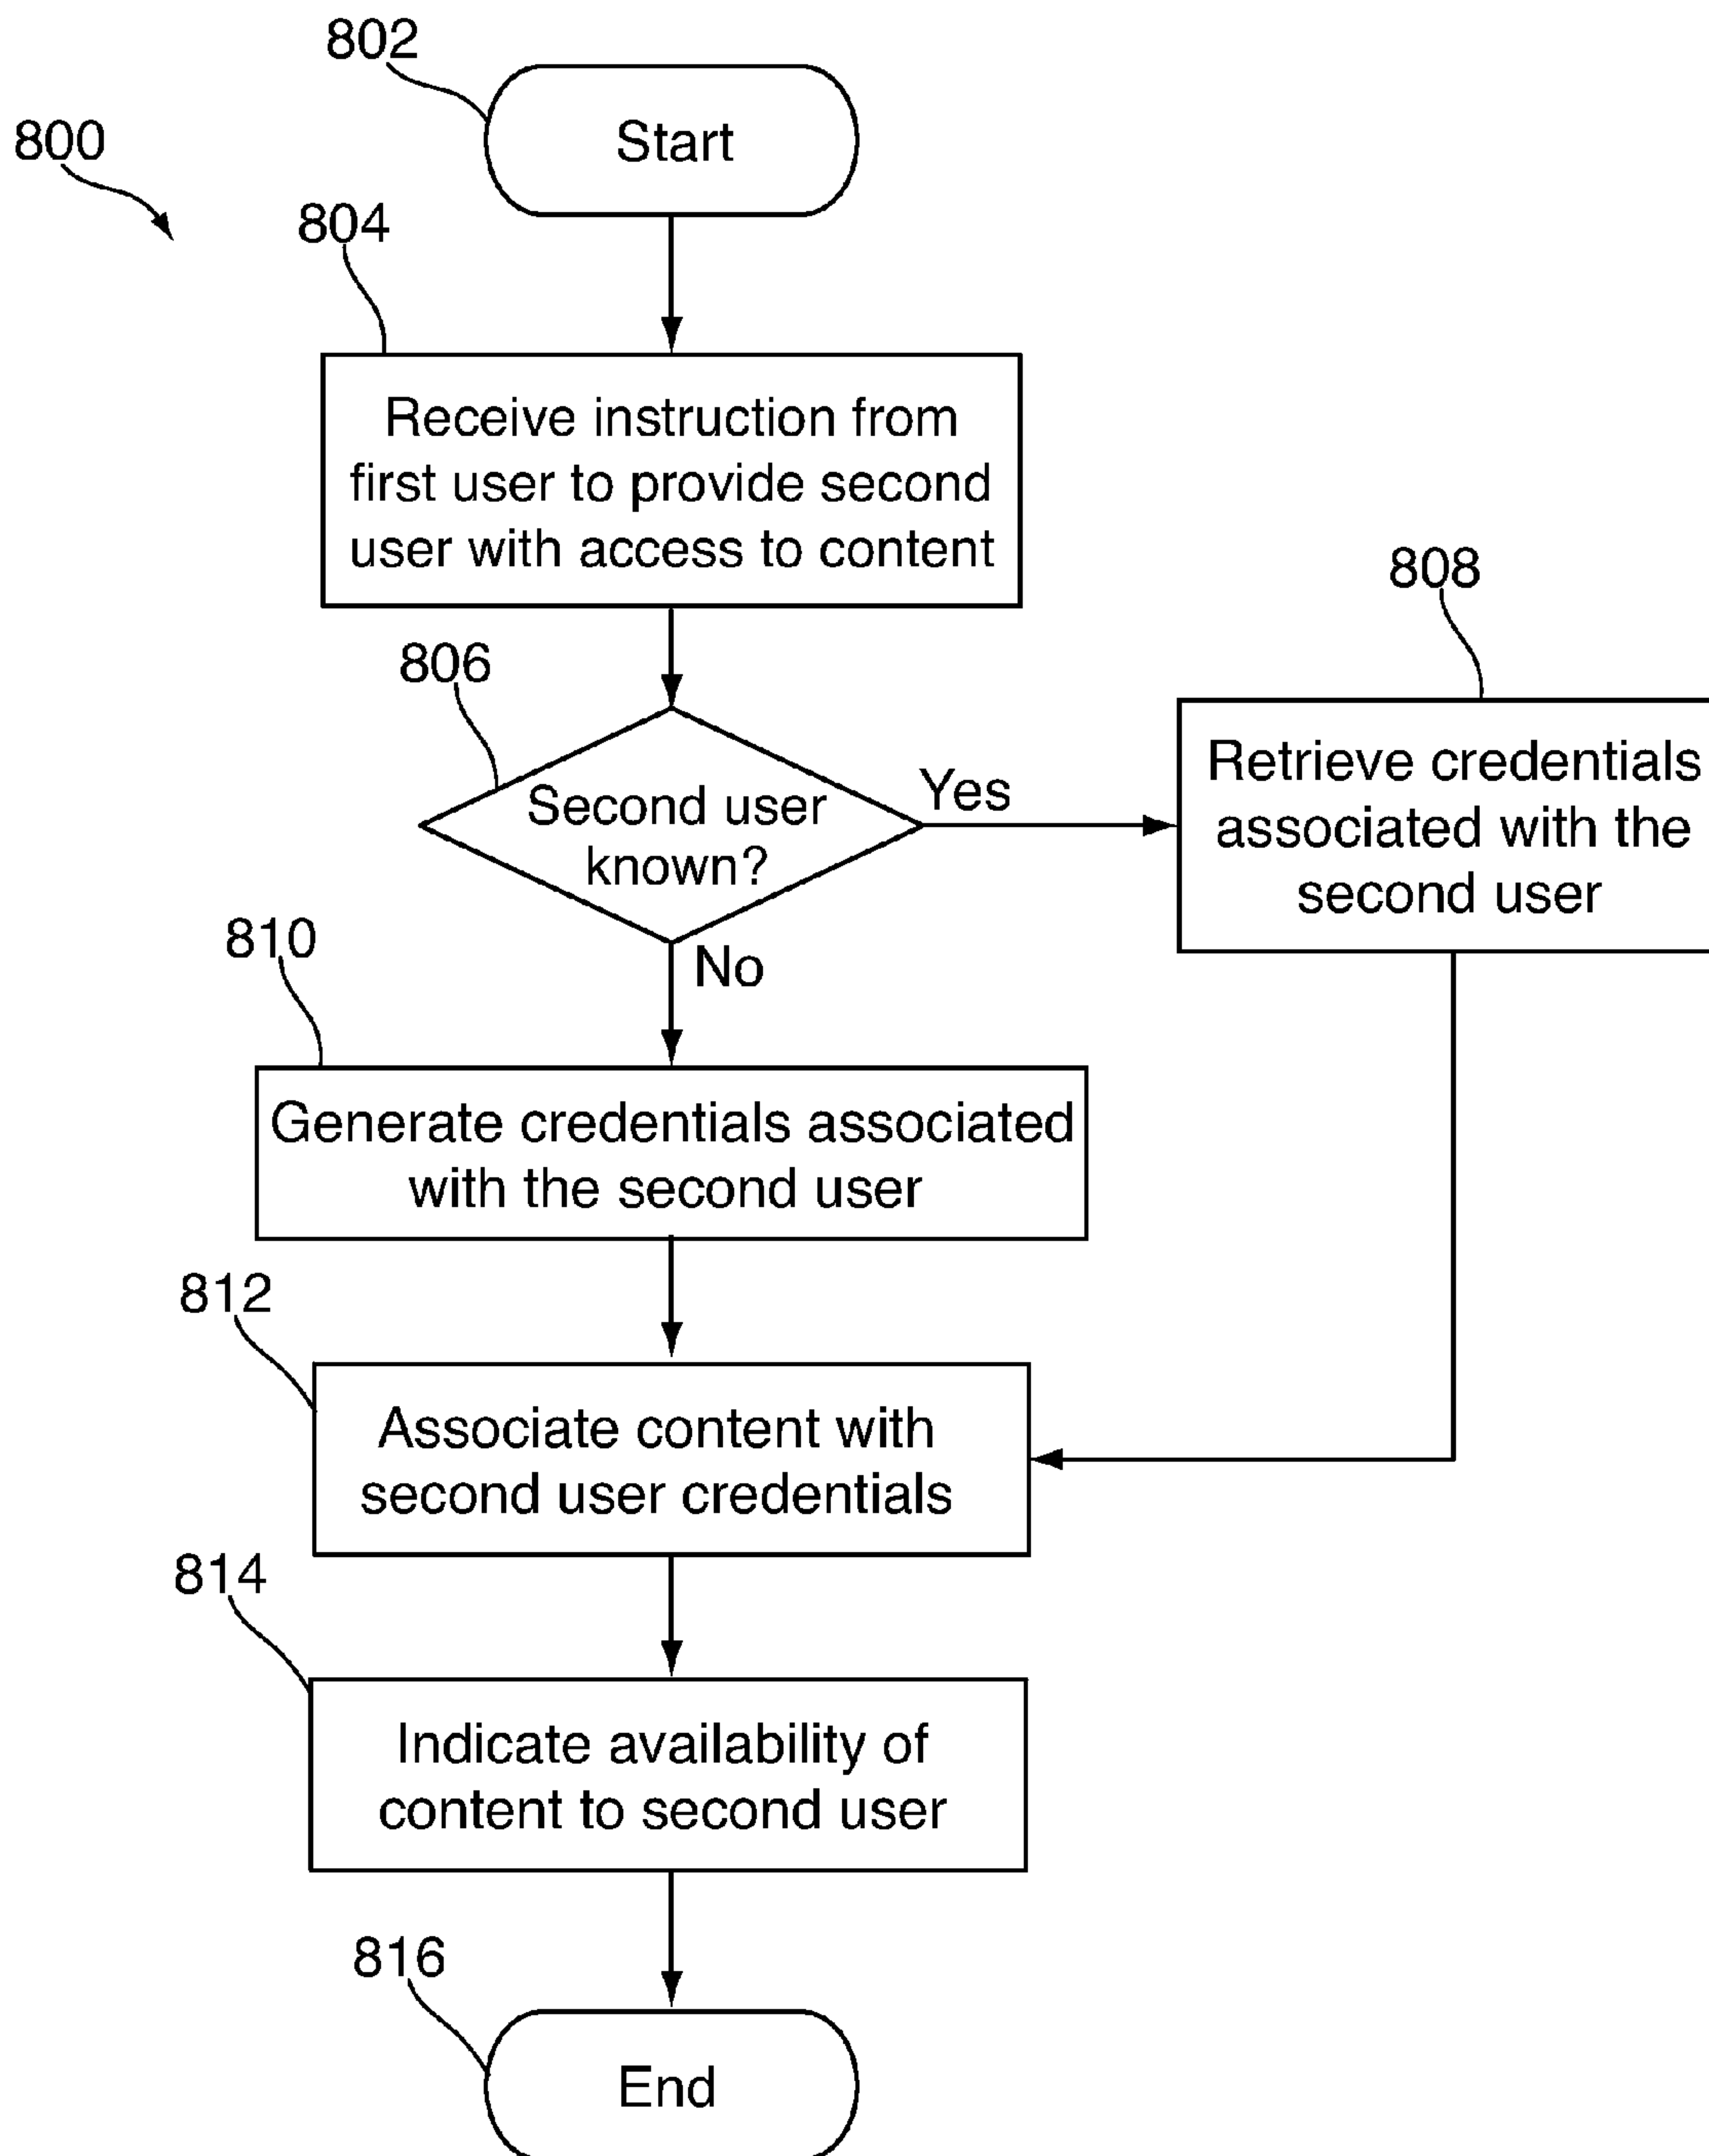 802
Start
800
804
Receive instruction from
first user to provide second
user with access to content
806
Second user
known?
Yes
808
Retrieve credentials
associated with the
second user
No
810
Generate credentials associated
with the second user
812
Associate content with
second user credentials
814
Indicate availability of
content to second user
816
End